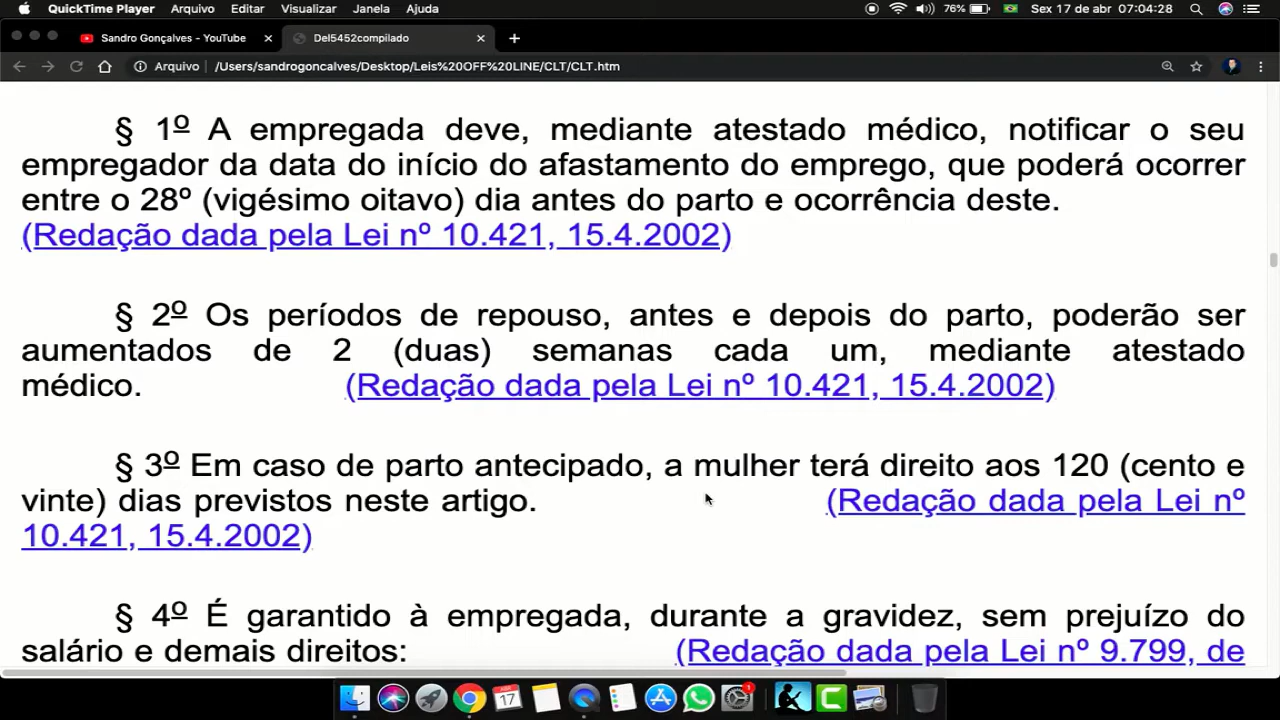 QuickTime Player Arquivo Editar Visualizar Janela Ajuda 76% Sex 17 de abr 07:04:28
Sandro Gonçalves - YouTube Del5452compilado
Arquivo /Users/sandrogoncalves/Desktop/Leis%20OFF%20LINE/CLT/CLT.htm
§ 1º A empregada deve, mediante atestado médico, notificar o seu
empregador da data do início do afastamento do emprego, que poderá ocorrer
entre o 28º (vigésimo oitavo) dia antes do parto e ocorrência deste.
(Redação dada pela Lei nº 10.421, 15.4.2002)
§ 2º Os períodos de repouso, antes e depois do parto, poderão ser
aumentados de 2 (duas) semanas cada um, mediante atestado
médico. (Redação dada pela Lei nº 10.421, 15.4.2002)
§ 3º Em caso de parto antecipado, a mulher terá direito aos 120 (cento e
vinte) dias previstos neste artigo. (Redação dada pela Lei nº
10.421, 15.4.2002)
§ 4º É garantido à empregada, durante a gravidez, sem prejuízo do
salário e demais direitos: (Redação dada pela Lei nº 9.799, de
17
1